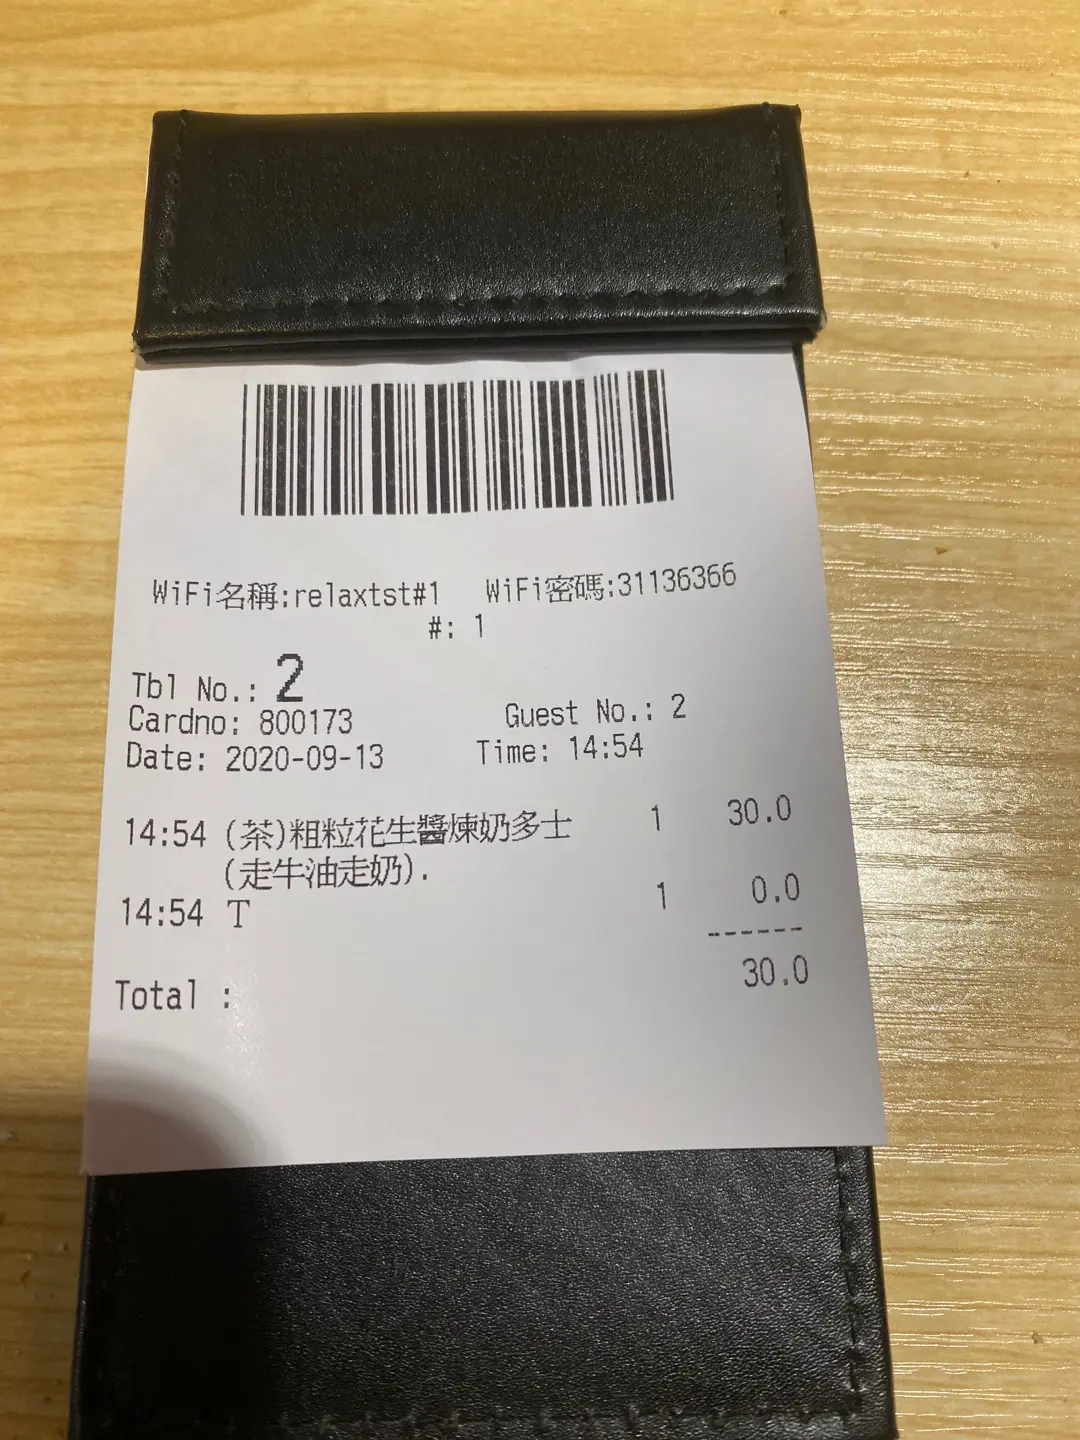 WiFi名稱:relaxtst#1 WiFi密碼:31136366
#: 1
Tbl No.: 2
Cardno: 800173 Guest No.: 2
Date: 2020-09-13 Time: 14:54
14:54 (茶)粗粒花生醬煉奶多士 1 30.0
(走牛油走奶).
14:54 T 1 0.0
------
Total : 30.0